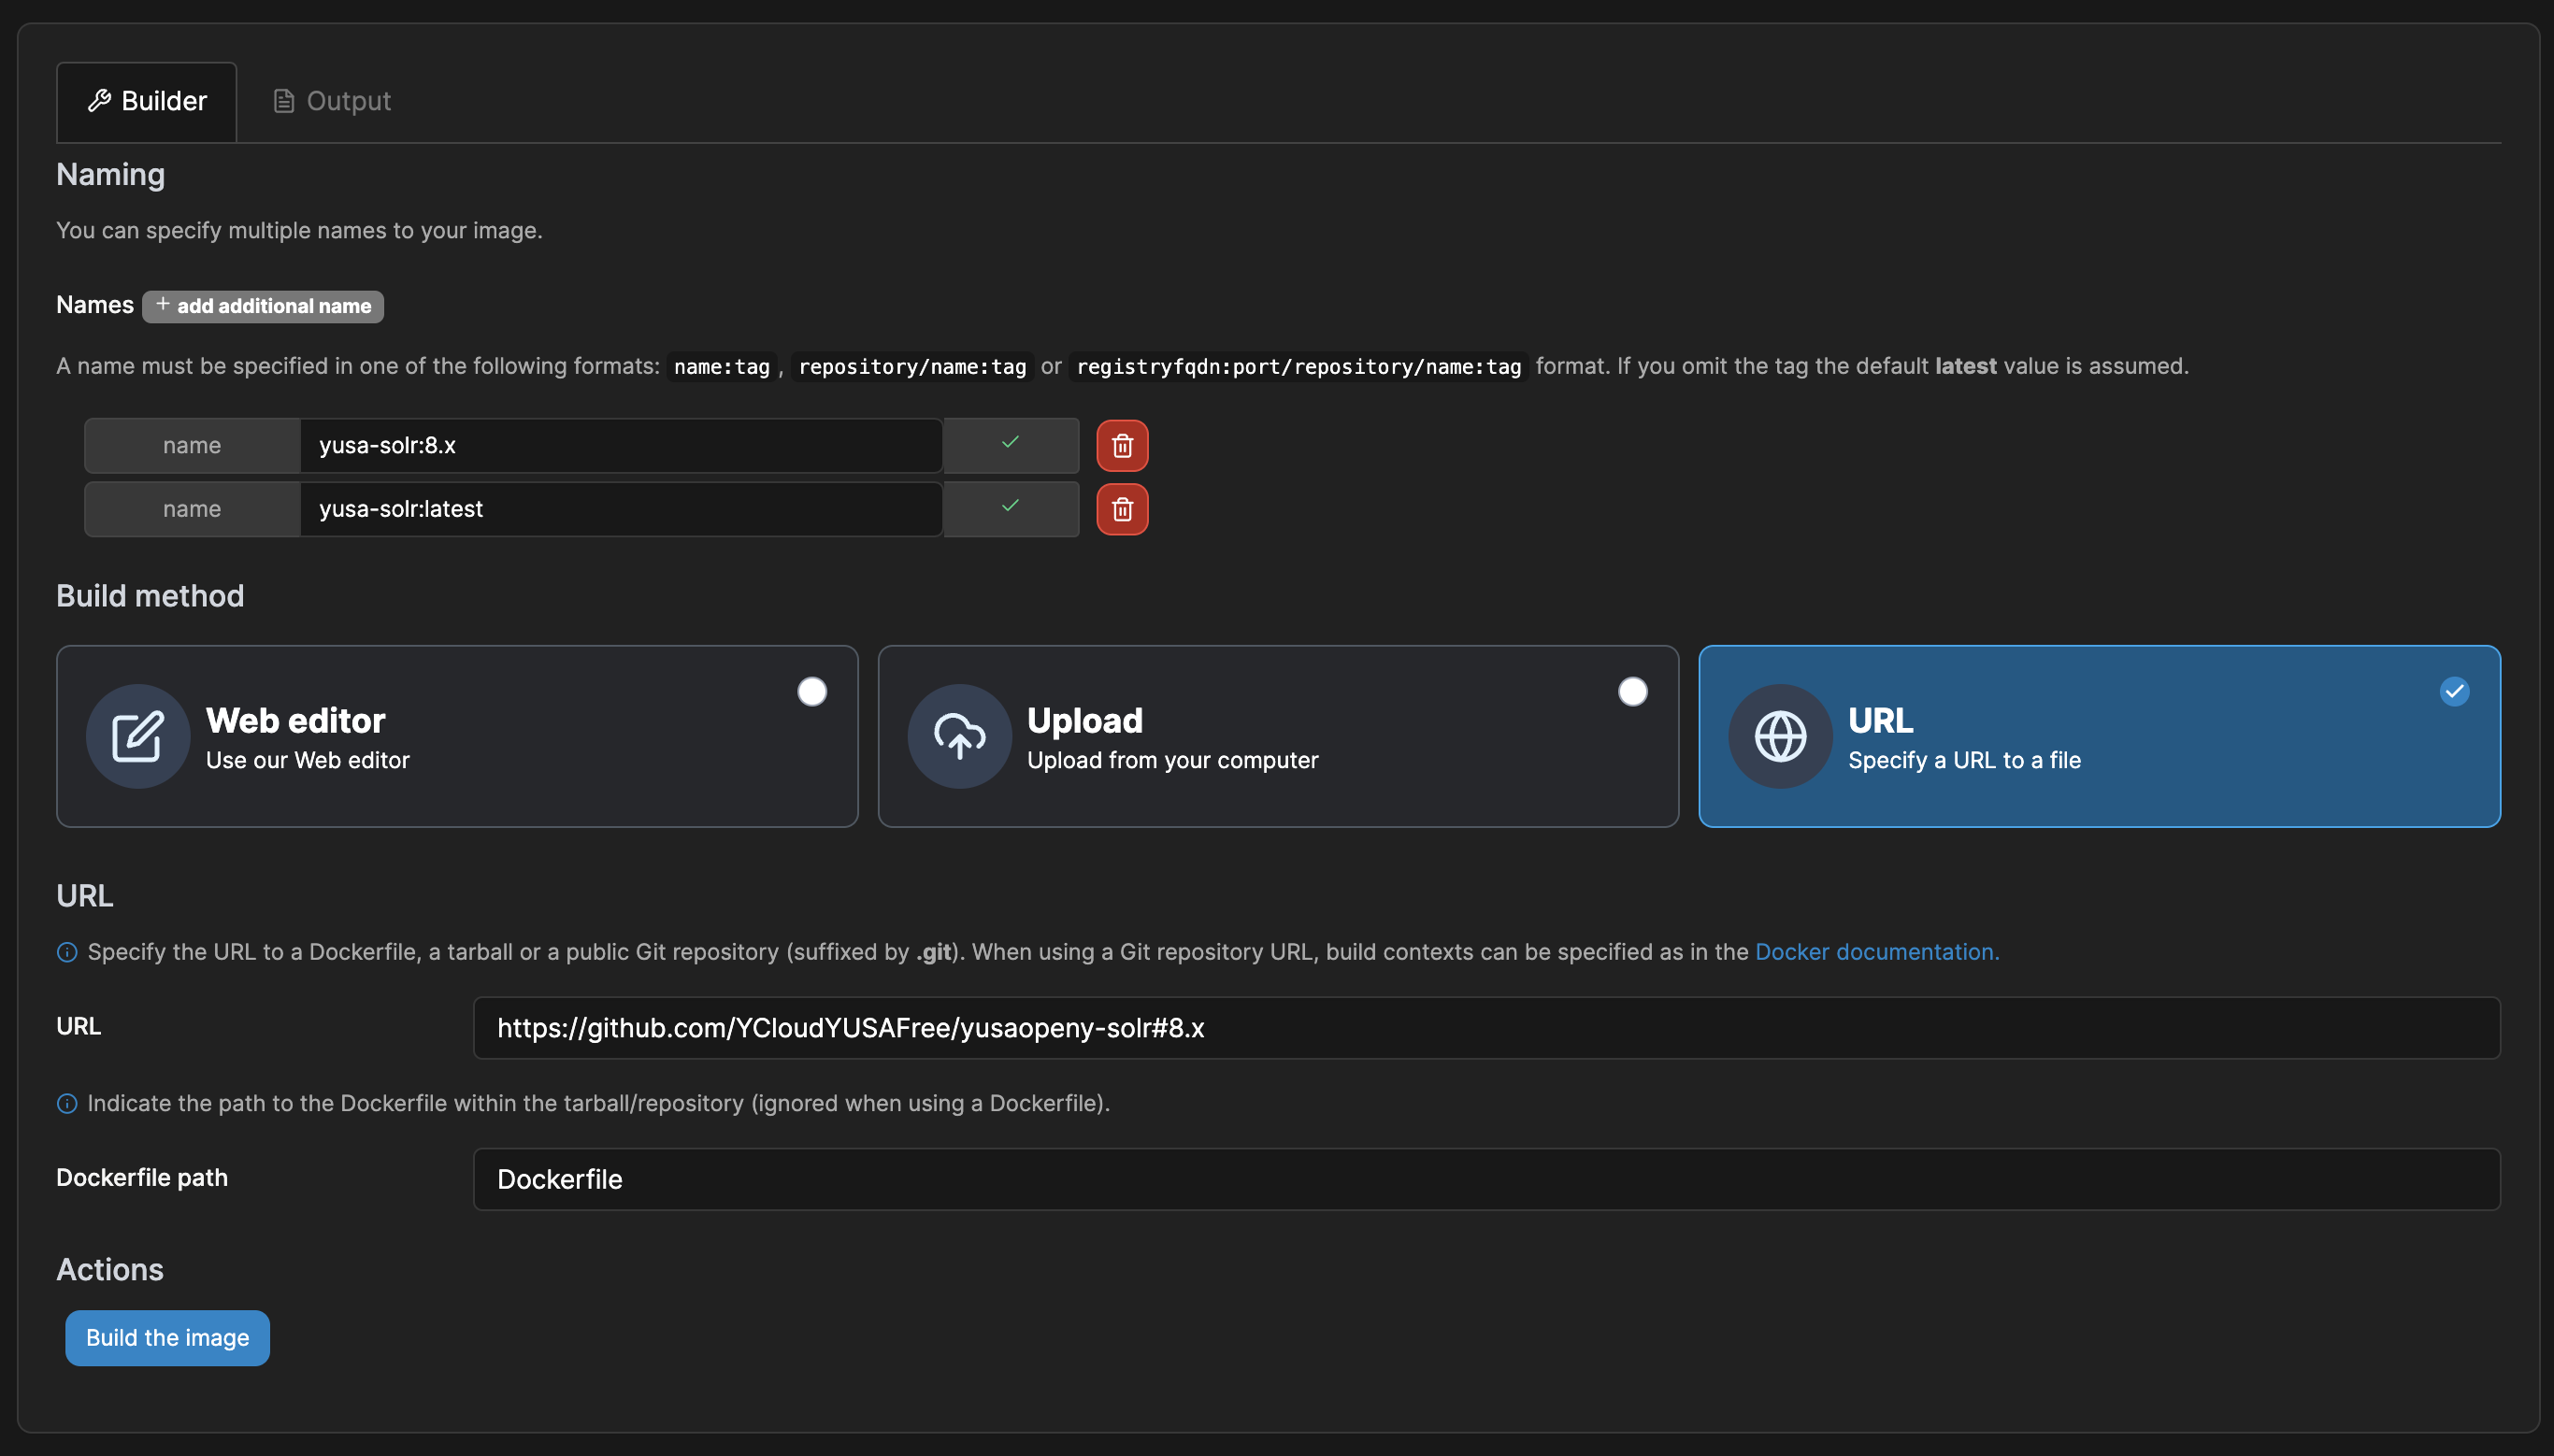 Builder
Output
Naming
You can specify multiple names to your image.
Names + add additional name
A name must be specified in one of the following formats: name:tag , repository/name:tag or registryfqdn:port/repository/name:tag format. If you omit the tag the default latest value is assumed.
name yusa-solr:8.x
name yusa-solr:latest
Build method
Web editor
Use our Web editor
Upload
Upload from your computer
URL
Specify a URL to a file
URL
Specify the URL to a Dockerfile, a tarball or a public Git repository (suffixed by .git). When using a Git repository URL, build contexts can be specified as in the Docker documentation.
URL https://github.com/YCloudYUSAFree/yusaopeny-solr#8.x
Indicate the path to the Dockerfile within the tarball/repository (ignored when using a Dockerfile).
Dockerfile path Dockerfile
Actions
Build the image